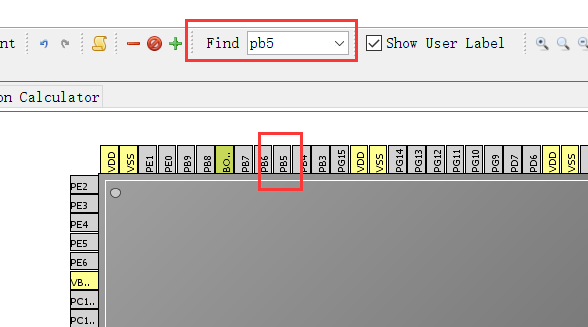 nt Find pb5 Show User Label
on Calculator
VDD VSS PE1 PE0 PB9 PB8 BO.. PB7 PB6 PB5 PB4 PB3 PG15 VDD VSS PG14 PG13 PG12 PG11 PG10 PG9 PD7 PD6 VDD VSS
PE2
PE3
PE4
PE5
PE6
VB..
PC1..
PC1..